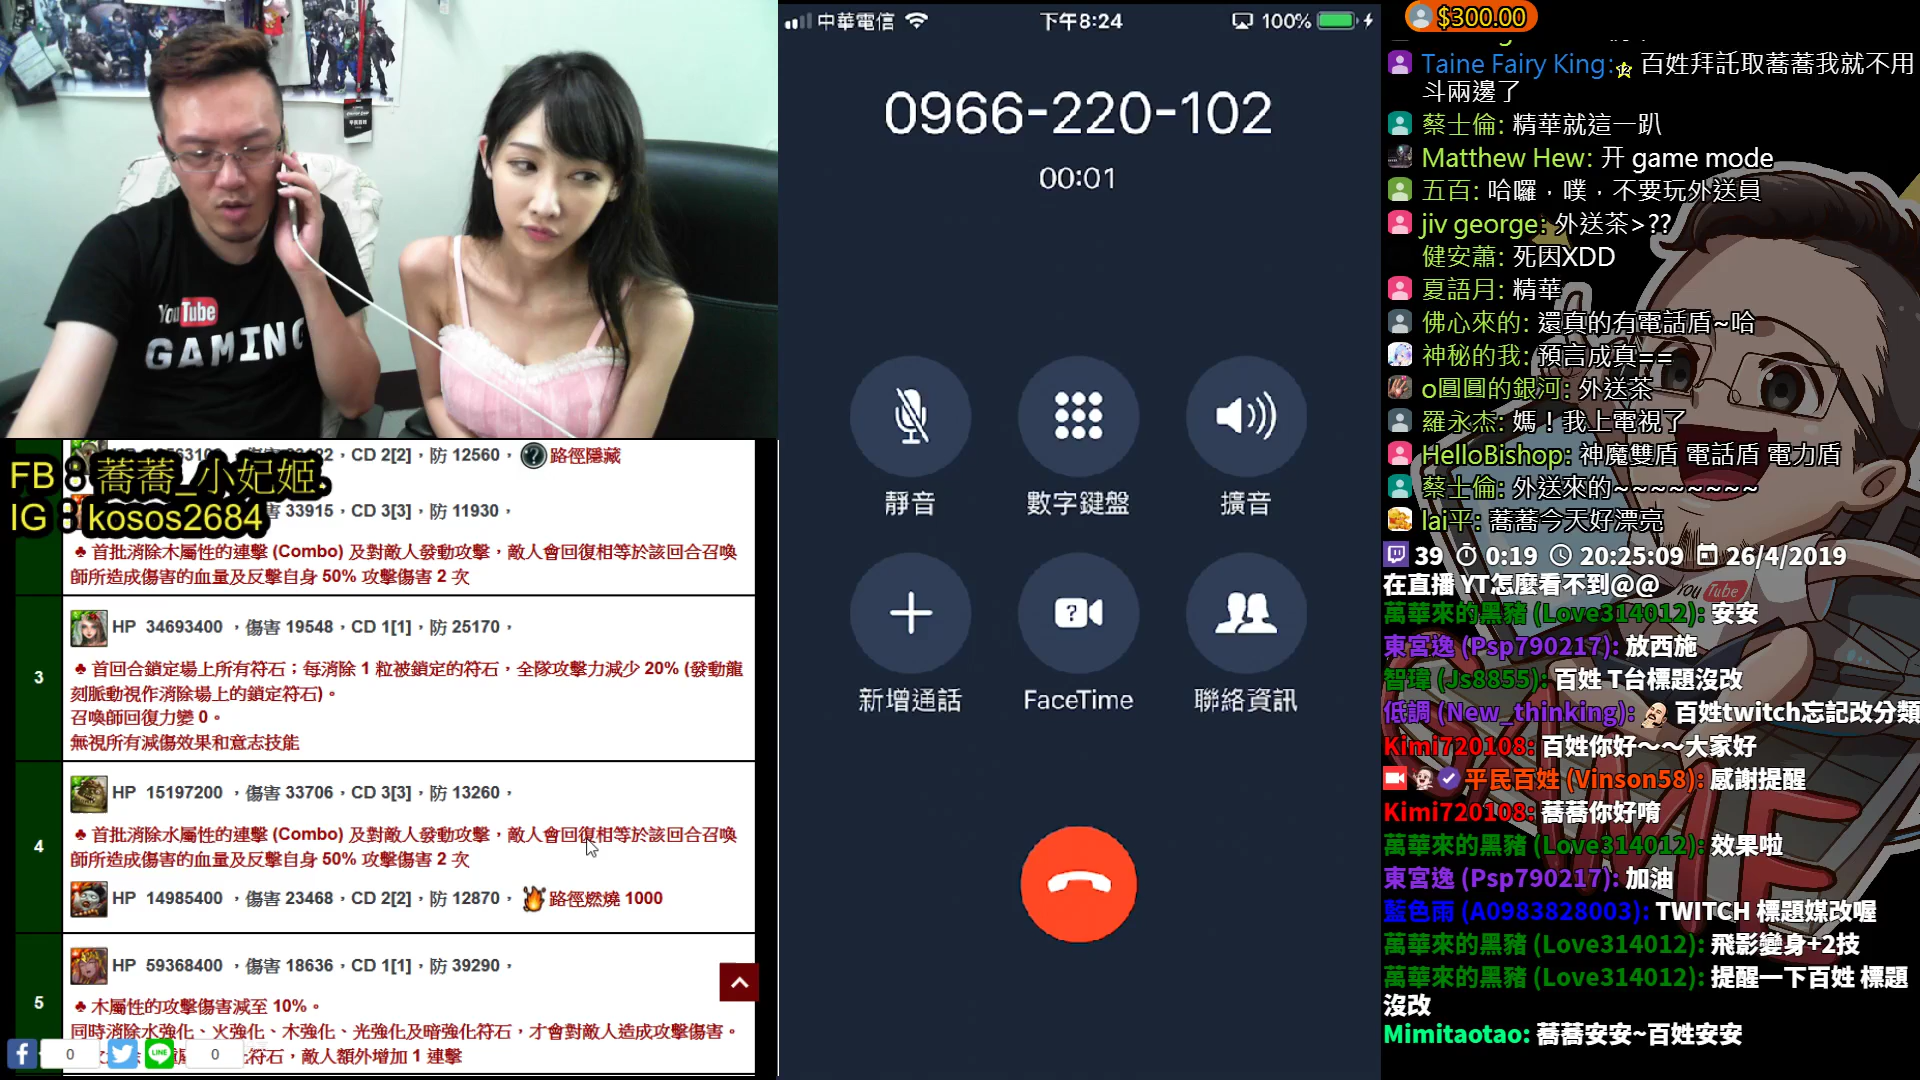 You Tube
GAMING
FB 8 蕎蕎_小妃姬.
IG 8 kosos2684
CD 2[2],防 12560,路徑隱藏
33915,CD 3[3],防 11930,
♣ 首批消除木屬性的連擊 (Combo) 及對敵人發動攻擊,敵人會回復相等於該回合召喚
師所造成傷害的血量及反擊自身 50% 攻擊傷害 2 次
3
HP 34693400 ,傷害 19548,CD 1[1],防 25170,
♣ 首回合鎖定場上所有符石;每消除 1 粒被鎖定的符石,全隊攻擊力減少 20% (發動龍
刻脈動視作消除場上的鎖定符石)。
召喚師回復力變 0。
無視所有減傷效果和意志技能
4
HP 15197200 ,傷害 33706,CD 3[3],防 13260,
♣ 首批消除水屬性的連擊 (Combo) 及對敵人發動攻擊,敵人會回復相等於該回合召喚
師所造成傷害的血量及反擊自身 50% 攻擊傷害 2 次
HP 14985400 ,傷害 23468,CD 2[2],防 12870,路徑燃燒 1000
5
HP 59368400 ,傷害 18636,CD 1[1],防 39290,
♣ 木屬性的攻擊傷害減至 10%。
同時消除水強化、火強化、木強化、光強化及暗強化符石,才會對敵人造成攻擊傷害。
符石,敵人額外增加 1 連擊
0
LINE
0
中華電信
下午8:24
100%
0966-220-102
00:01
靜音
數字鍵盤
擴音
新增通話
FaceTime
聯絡資訊
$300.00
Taine Fairy King: 百姓拜託取蕎蕎我就不用
斗兩邊了
蔡士倫: 精華就這一趴
Matthew Hew: 开 game mode
五百: 哈囉,噗,不要玩外送員
jiv george: 外送茶>??
健安蕭: 死因XDD
夏語月: 精華
佛心來的: 還真的有電話盾~哈
神秘的我: 預言成真==
o圓圓的銀河: 外送茶
羅永杰: 媽!我上電視了
HelloBishop: 神魔雙盾 電話盾 電力盾
蔡士倫: 外送來的~~~~~~~~
lai平: 蕎蕎今天好漂亮
39 0:19 20:25:09 26/4/2019
在直播 YT怎麼看不到@@
萬華來的黑豬 (Love314012): 安安
東宮逸 (Psp790217): 放西施
智瑋 (Js8855): 百姓 T台標題沒改
低調 (New_thinking): 百姓twitch忘記改分類
Kimi720108: 百姓你好～～大家好
平民百姓 (Vinson58): 感謝提醒
Kimi720108: 蕎蕎你好唷
萬華來的黑豬 (Love314012): 效果啦
東宮逸 (Psp790217): 加油
藍色雨 (A0983828003): TWITCH 標題媒改喔
萬華來的黑豬 (Love314012): 飛影變身+2技
萬華來的黑豬 (Love314012): 提醒一下百姓 標題
沒改
Mimitaotao: 蕎蕎安安~百姓安安
You Tube